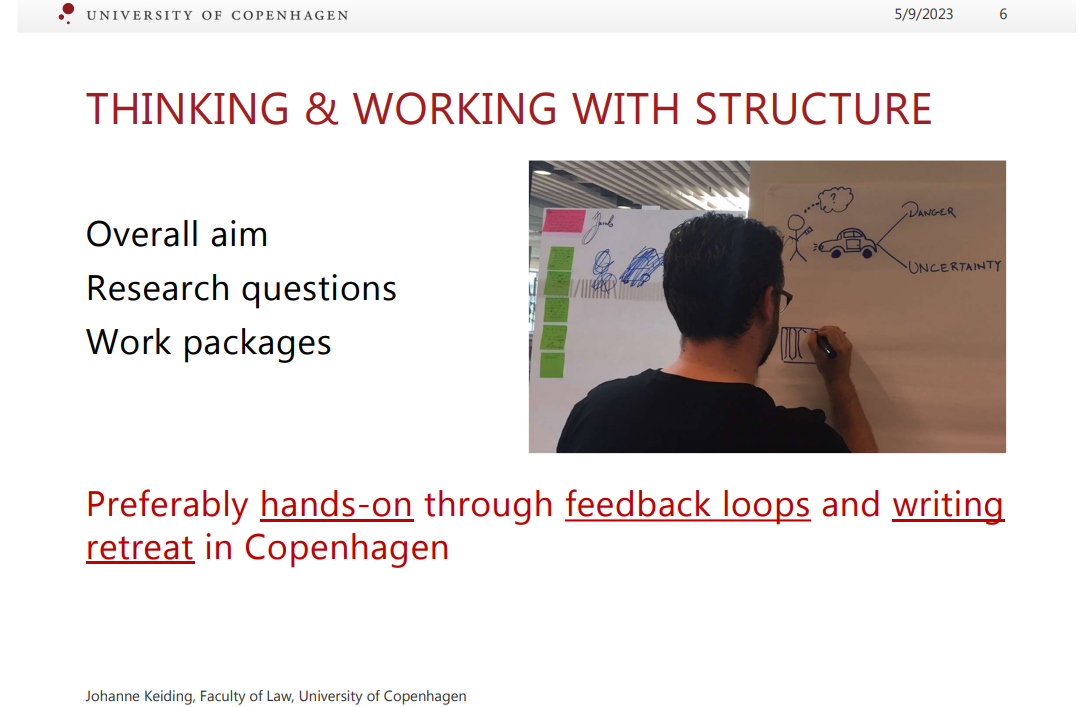 UNIVERSITY OF COPENHAGEN
5/9/2023 6
THINKING & WORKING WITH STRUCTURE
Overall aim
Research questions
Work packages
Jacob
?
DANGER
UNCERTAINTY
Preferably hands-on through feedback loops and writing
retreat in Copenhagen
Johanne Keiding, Faculty of Law, University of Copenhagen